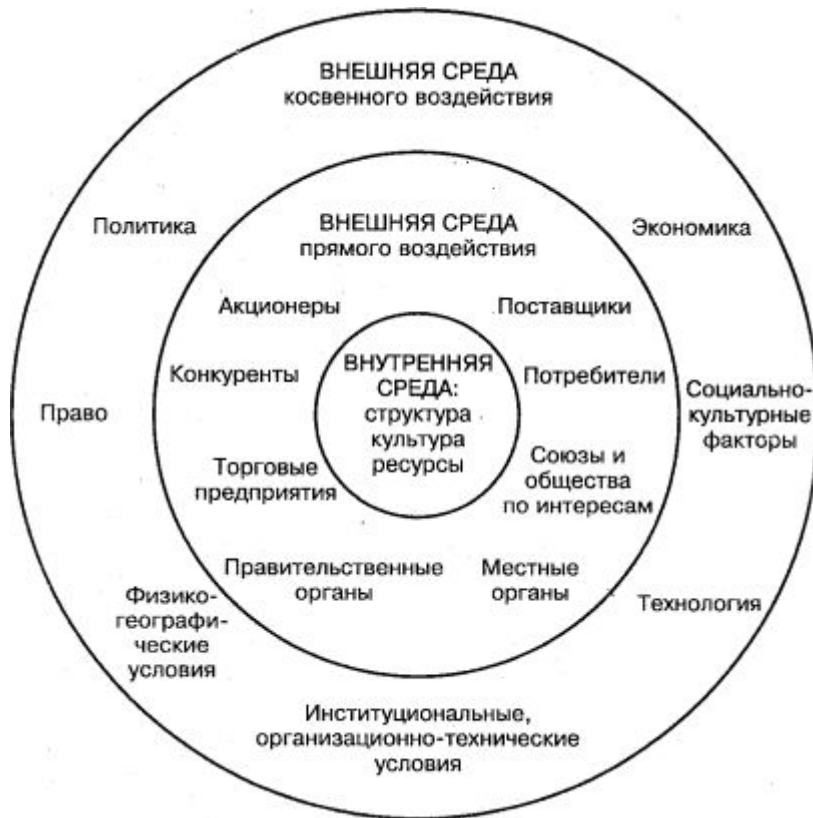 ВНЕШНЯЯ СРЕДА
косвенного воздействия
Политика
Экономика
ВНЕШНЯЯ СРЕДА
прямого воздействия
Акционеры
Поставщики
Конкуренты
Потребители
ВНУТРЕННЯЯ
СРЕДА:
структура
культура
ресурсы
Право
Социально-
культурные
факторы
Торговые
предприятия
Союзы и
общества
по интересам
Правительственные
органы
Местные
органы
Физико-
географи-
ческие
условия
Технология
Институциональные,
организационно-технические
условия